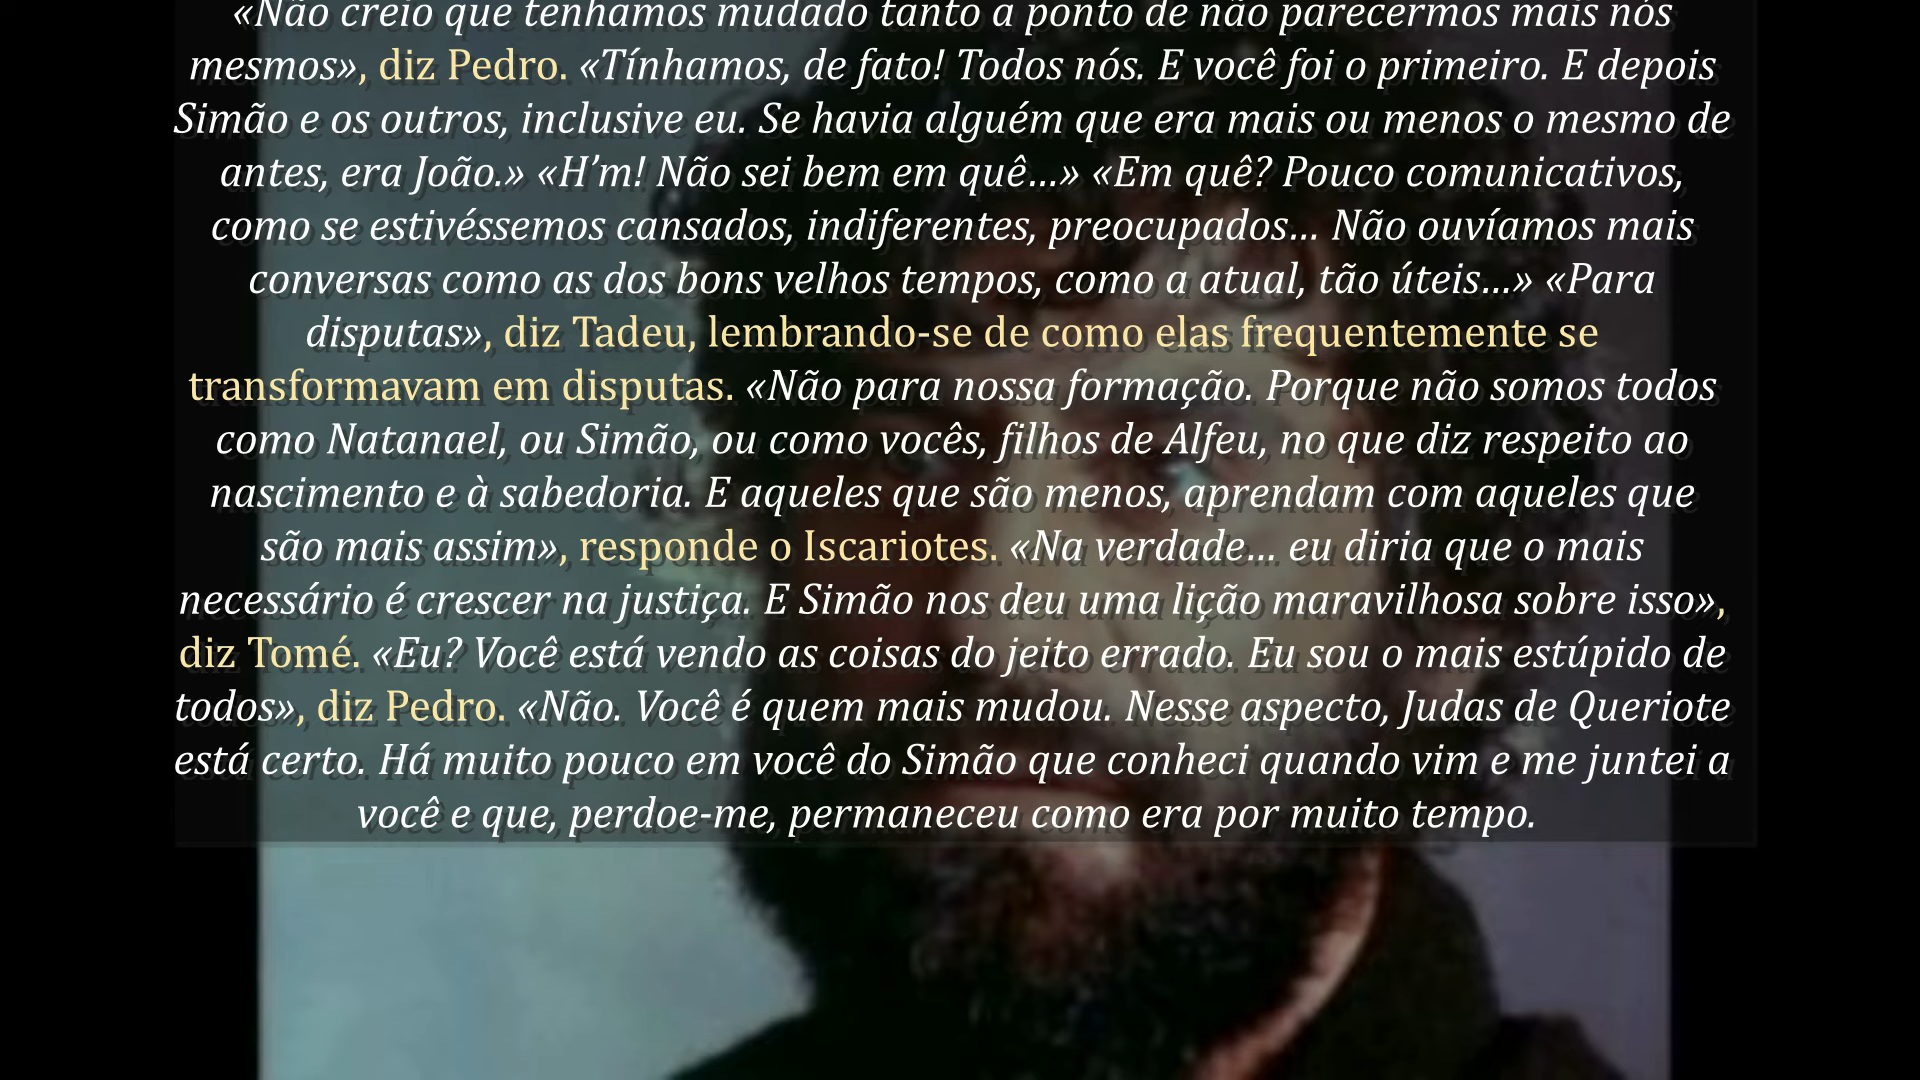 «Não creio que tenhamos mudado tanto a ponto de não parecermos mais nós
mesmos», diz Pedro. «Tínhamos, de fato! Todos nós. E você foi o primeiro. E depois
Simão e os outros, inclusive eu. Se havia alguém que era mais ou menos o mesmo de
antes, era João.» «H’m! Não sei bem em quê…» «Em quê? Pouco comunicativos,
como se estivéssemos cansados, indiferentes, preocupados… Não ouvíamos mais
conversas como as dos bons velhos tempos, como a atual, tão úteis…» «Para
disputas», diz Tadeu, lembrando-se de como elas frequentemente se
transformavam em disputas. «Não para nossa formação. Porque não somos todos
como Natanael, ou Simão, ou como vocês, filhos de Alfeu, no que diz respeito ao
nascimento e à sabedoria. E aqueles que são menos, aprendam com aqueles que
são mais assim», responde o Iscariotes. «Na verdade… eu diria que o mais
necessário é crescer na justiça. E Simão nos deu uma lição maravilhosa sobre isso»,
diz Tomé. «Eu? Você está vendo as coisas do jeito errado. Eu sou o mais estúpido de
todos», diz Pedro. «Não. Você é quem mais mudou. Nesse aspecto, Judas de Queriote
está certo. Há muito pouco em você do Simão que conheci quando vim e me juntei a
você e que, perdoe-me, permaneceu como era por muito tempo.